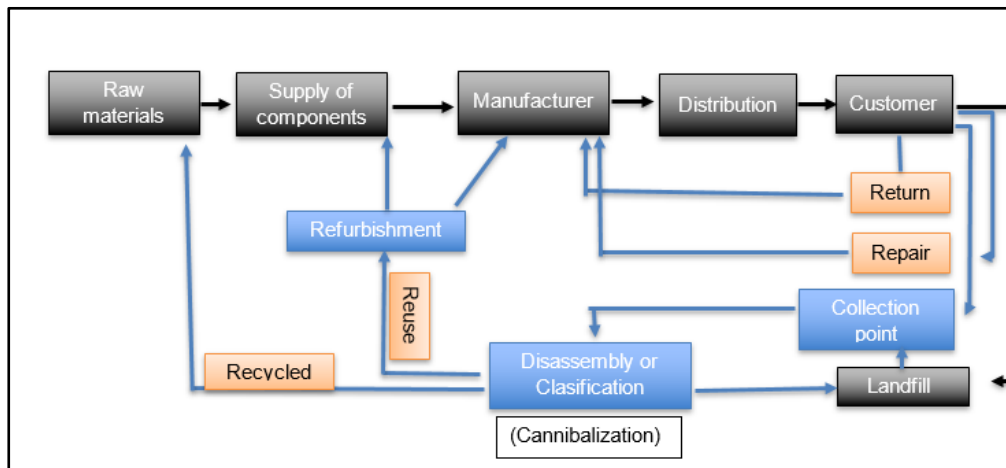 Raw
materials
Supply of
components
Manufacturer
Distribution
Customer
Return
Refurbishment
Repair
Reuse
Collection
point
Disassembly or
Clasification
Recycled
Landfill
(Cannibalization)